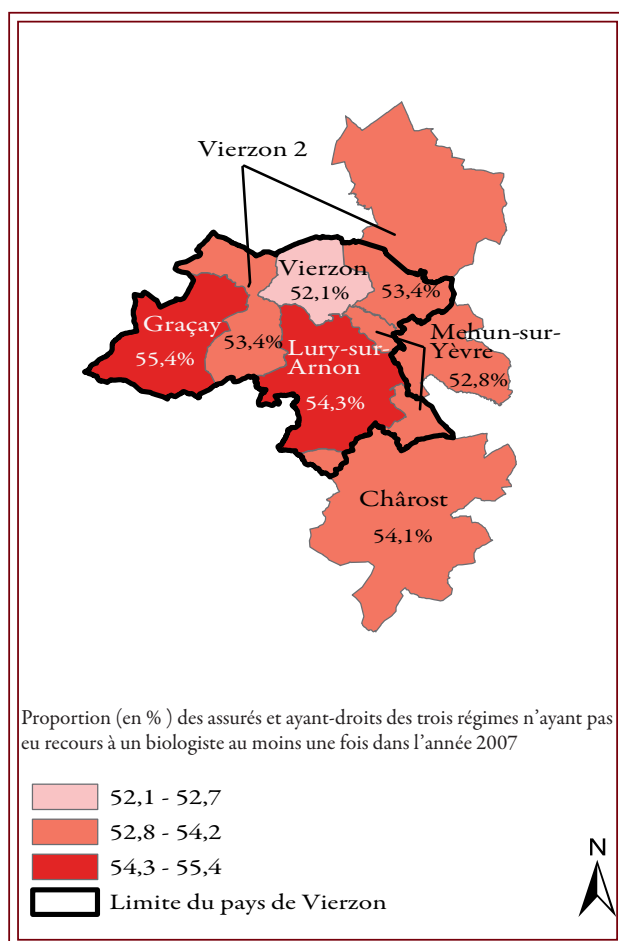 Vierzon 2
Vierzon
52,1%
53,4%
Graçay
55,4%
53,4%
Lury-sur-
Arnon
54,3%
Mehun-sur-
Yèvre
52,8%
Chârost
54,1%
Proportion (en % ) des assurés et ayant-droits des trois régimes n'ayant pas
eu recours à un biologiste au moins une fois dans l'année 2007
52,1 - 52,7
52,8 - 54,2
54,3 - 55,4
Limite du pays de Vierzon
N